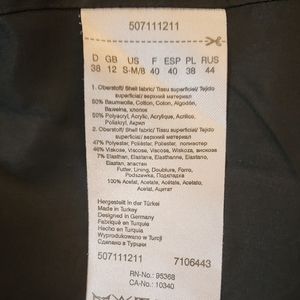 507111211
D GB US F ESP PL RUS
38 12 S-M/8 40 40 38 44
1. Oberstoff/ Shell fabric/ Tissu superficial/ Tejido
superficial/ верхний материал
50% Baumwolle, Cotton, Coton, Algodón,
Bawełna, хлопок
50% Polyacryl, Acrylic, Acrylique, Acrílico,
Poliakryl, Акрил
2. Oberstoff/ Shell fabric/ Tissu superficial/ Tejido
superficial/ верхний материал
47% Polyester, Poliéster, Poliester, полиэстер
46% Viskose, Viscose, Viscosa, Wiskoza, вискоза
7% Elasthan, Elastane, Elasthanne, Elastano,
Elastan, эластан
Futter, Lining, Doublure, Forro,
Podszewka, Подкладка
100% Acetat, Acetate, Acétate, Acetato,
Acetat, Ацетат
Hergestellt in der Türkei
Made in Turkey
Designed in Germany
Fabriqué en Turquie
Hecho en Turquía
Wyprodukowano w Turcji
Сделано в Турции
507111211 7106443
RN-No.: 95368
CA-No.: 10340